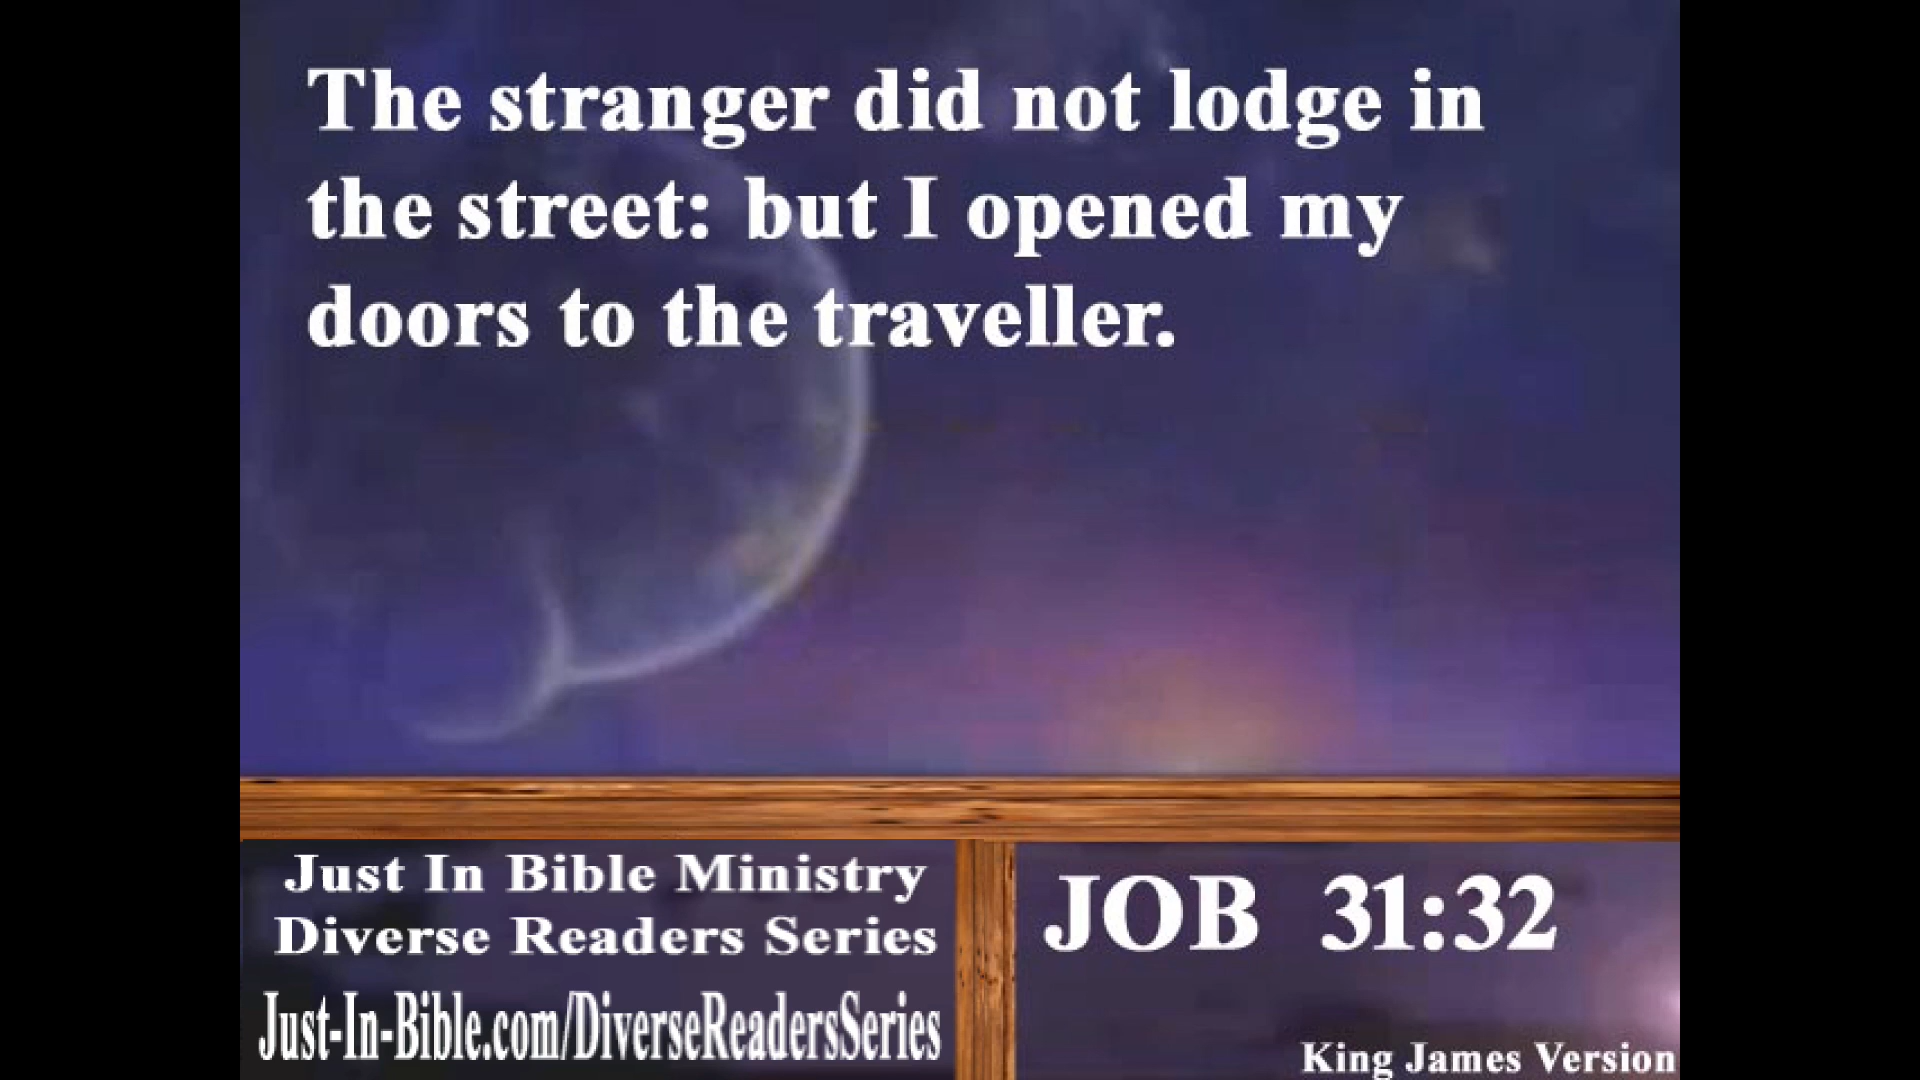 The stranger did not lodge in
the street: but I opened my
doors to the traveller.
Just In Bible Ministry
Diverse Readers Series
Just-In-Bible.com/DiverseReadersSeries
JOB 31:32
King James Version